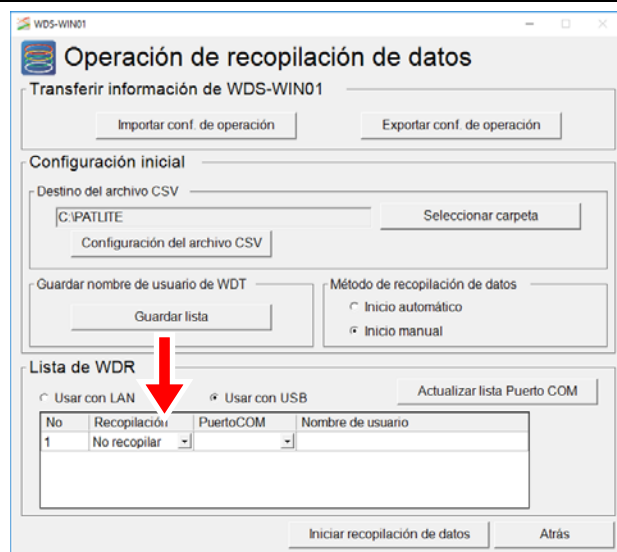 WDS-WIN01
Operación de recopilación de datos
Transferir información de WDS-WIN01
Importar conf. de operación
Exportar conf. de operación
Configuración inicial
Destino del archivo CSV
C:\PATLITE
Seleccionar carpeta
Configuración del archivo CSV
Guardar nombre de usuario de WDT
Guardar lista
Método de recopilación de datos
Inicio automático
Inicio manual
Lista de WDR
Usar con LAN
Usar con USB
Actualizar lista Puerto COM
No Recopilación PuertoCOM Nombre de usuario
1 No recopilar
Iniciar recopilación de datos
Atrás